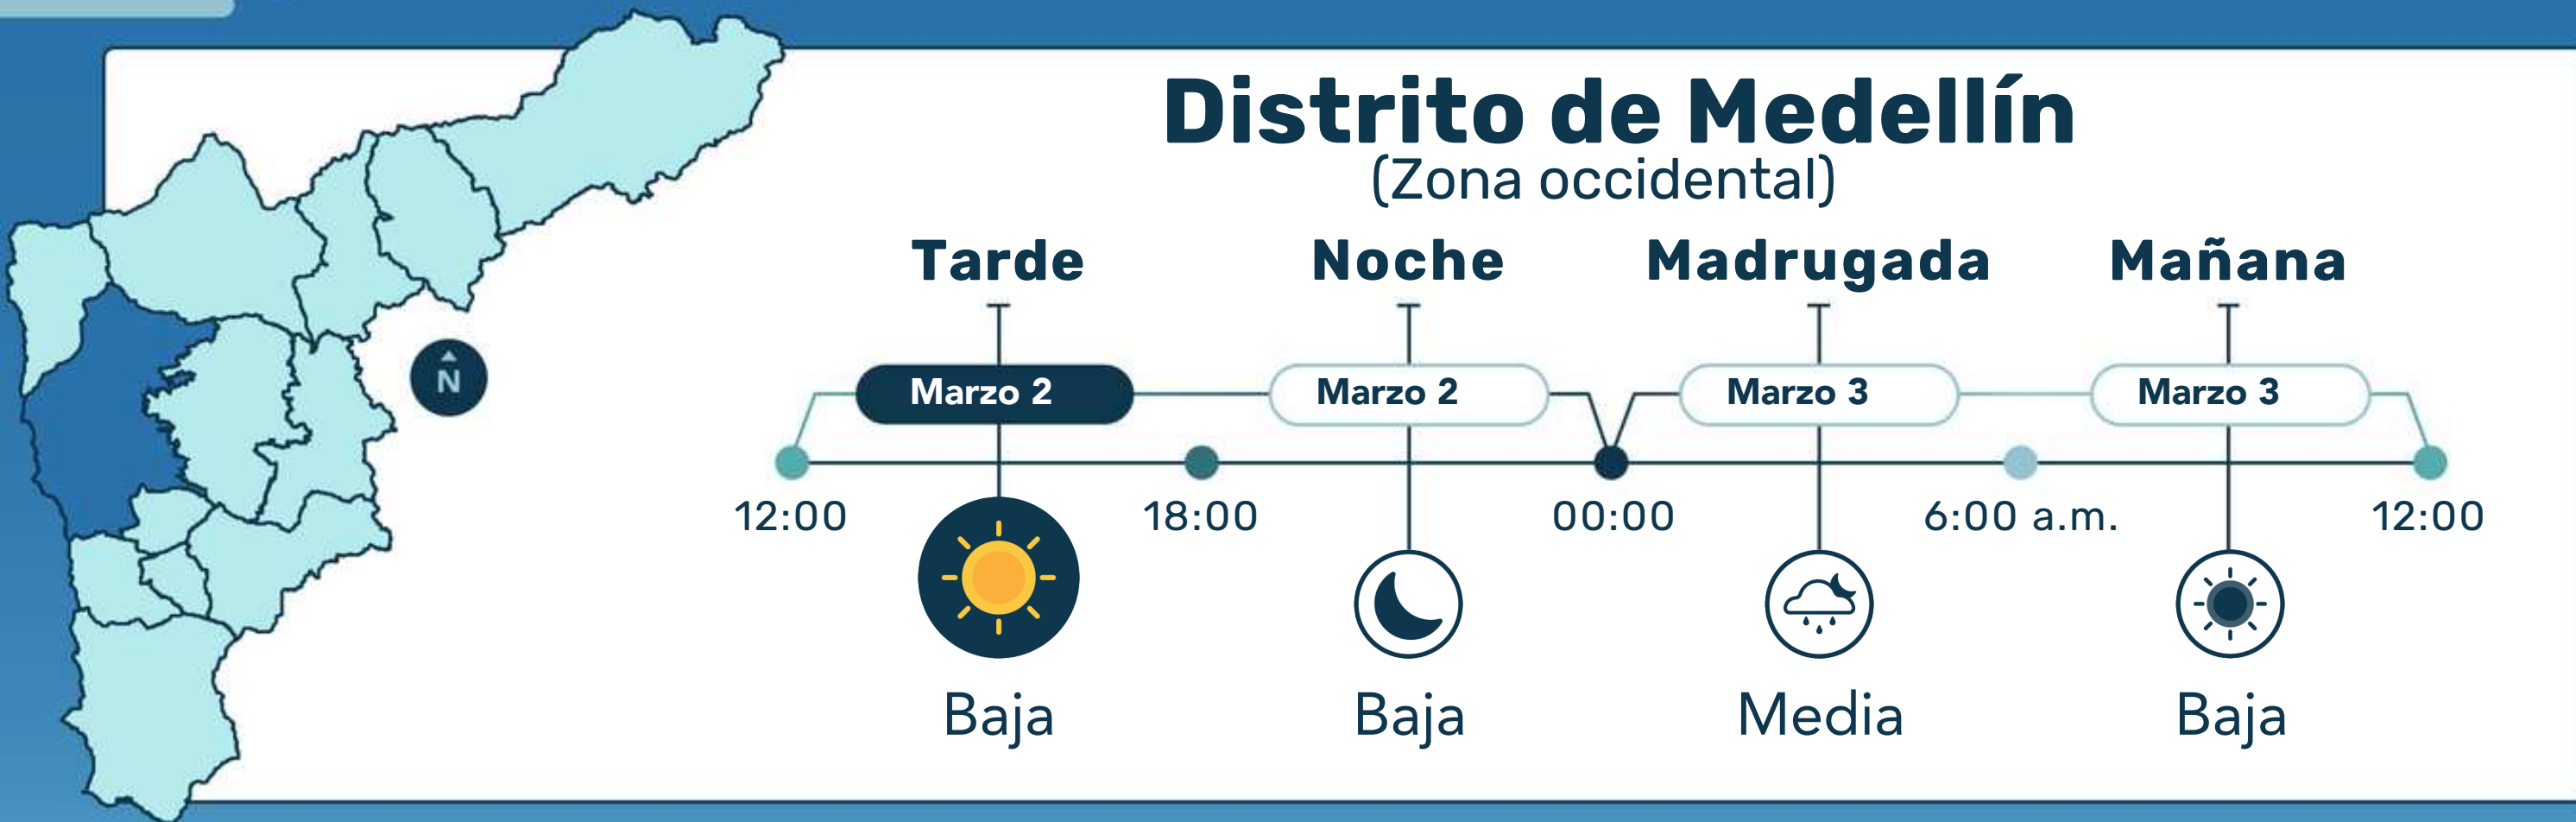 Distrito de Medellín
(Zona occidental)
Tarde Noche Madrugada Mañana
Marzo 2 Marzo 2 Marzo 3 Marzo 3
N
12:00 18:00 00:00 6:00 a.m. 12:00
Baja Baja Media Baja